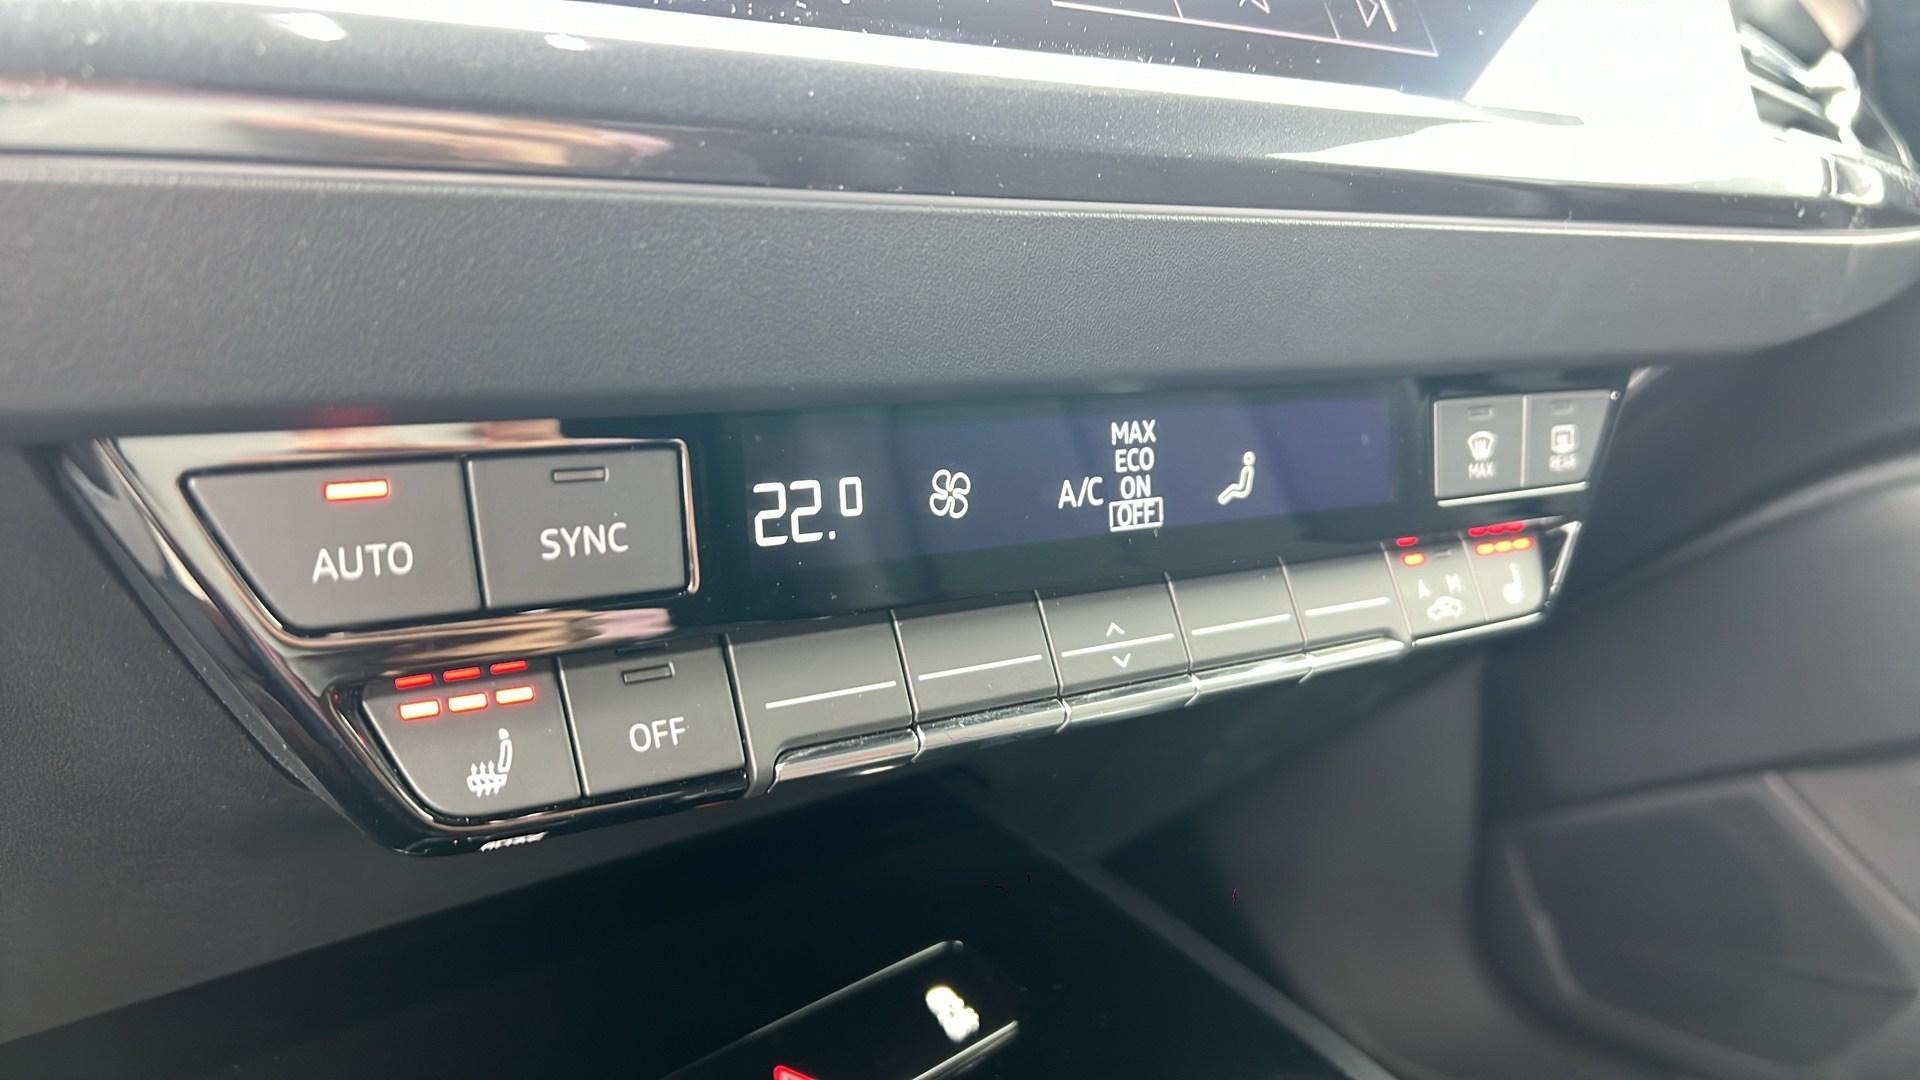 AUTO
SYNC
22.0
A/C
MAX
ECO
ON
OFF
MAX
REAR
OFF
A M